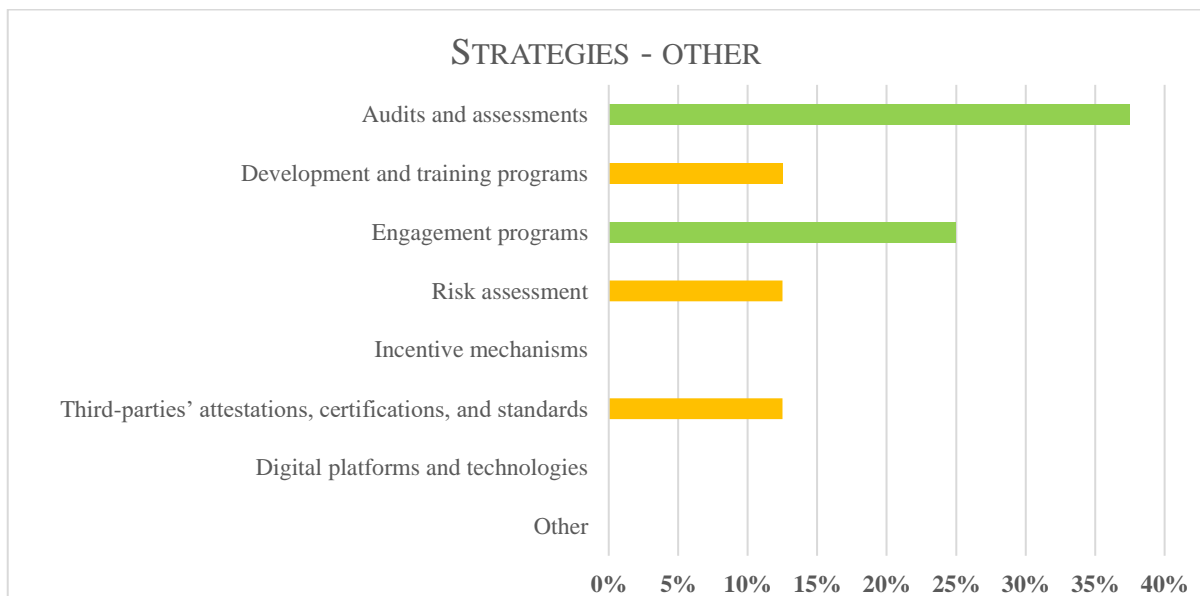 STRATEGIES - OTHER
Audits and assessments
Development and training programs
Engagement programs
Risk assessment
Incentive mechanisms
Third-parties’ attestations, certifications, and standards
Digital platforms and technologies
Other
0% 5% 10% 15% 20% 25% 30% 35% 40%